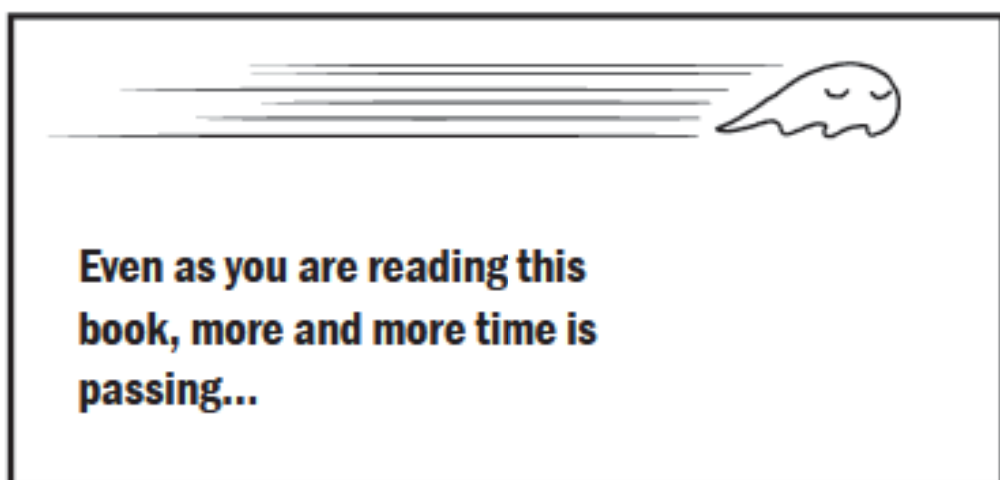 Even as you are reading this
book, more and more time is
passing...